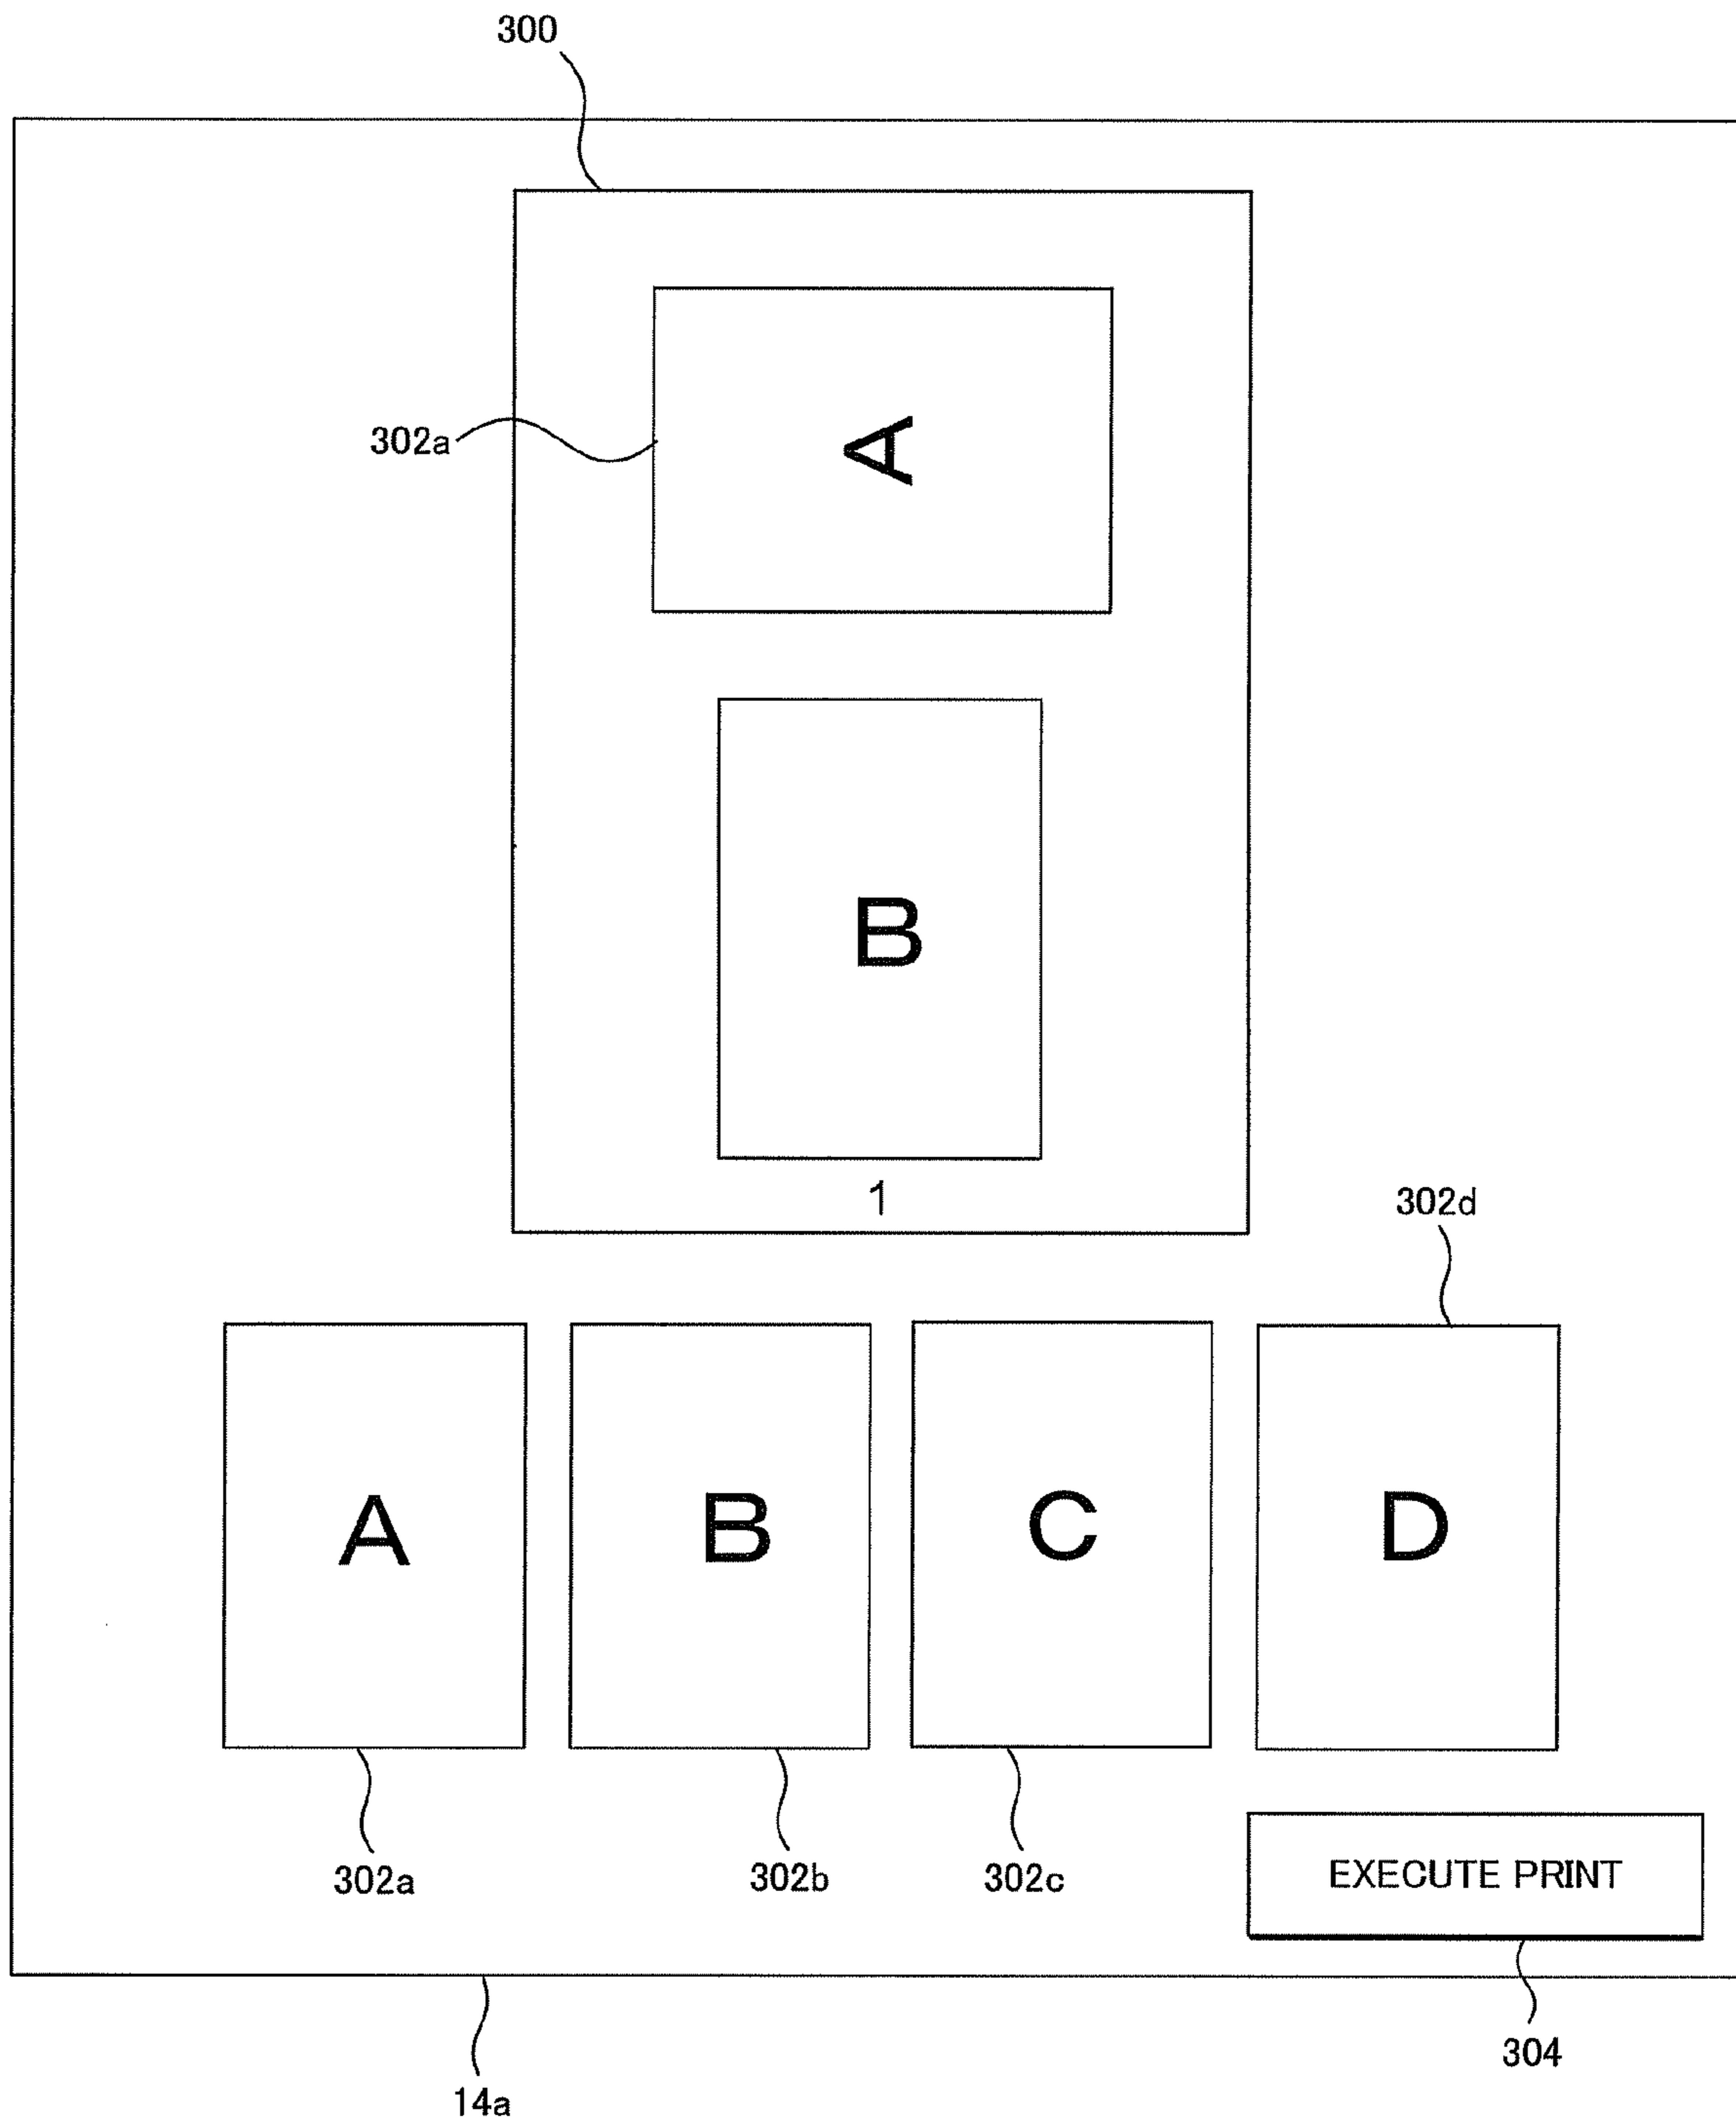 300
302a
A
B
1
302d
A
B
C
D
302a
302b
302c
EXECUTE PRINT
304
14a